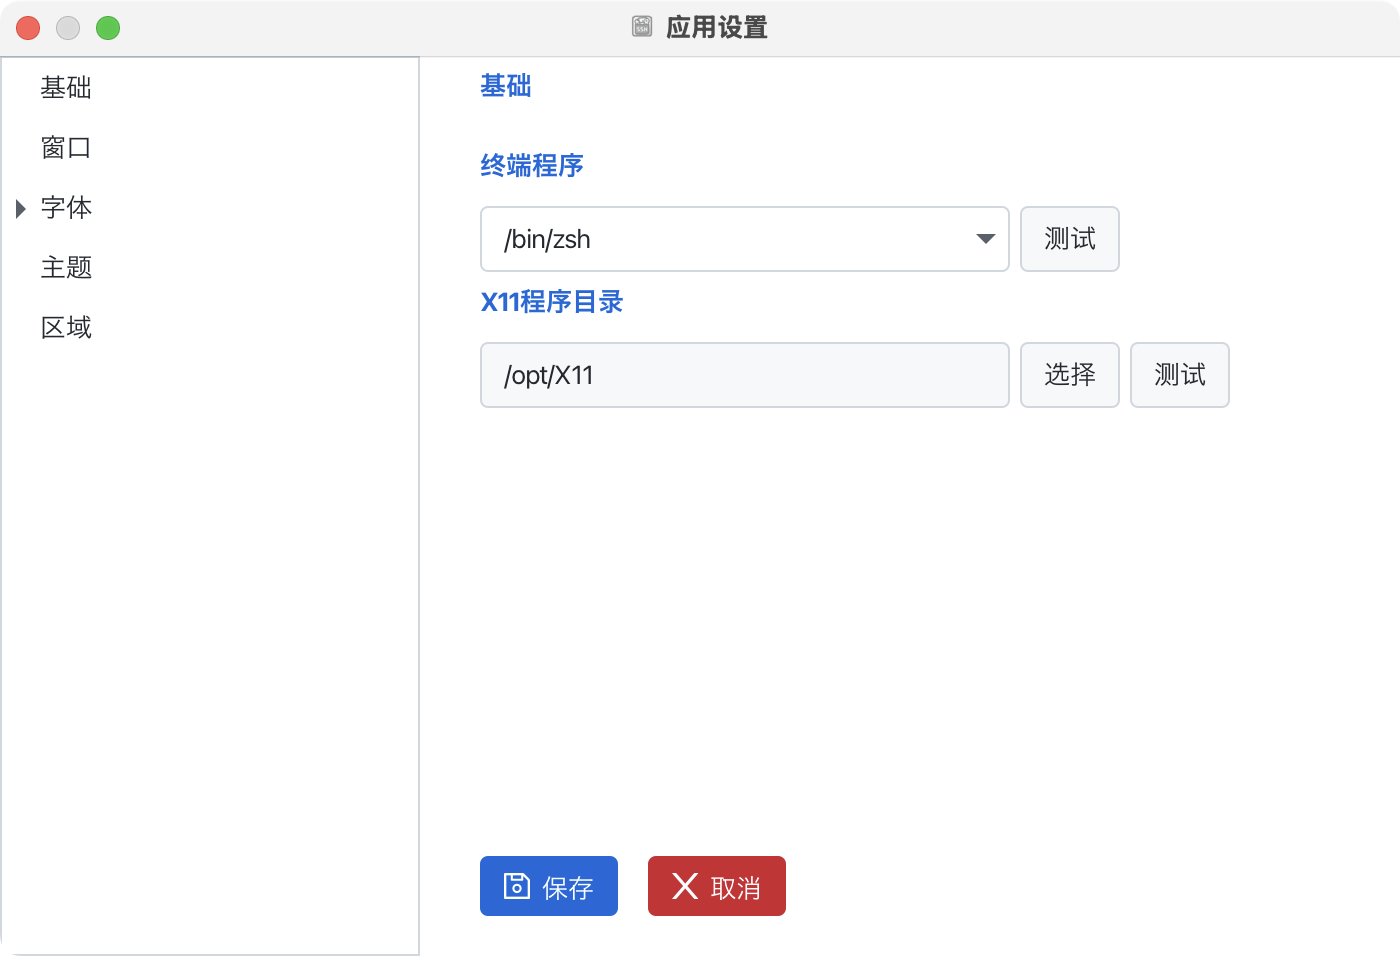 应用设置
基础
窗口
字体
主题
区域
基础
终端程序
/bin/zsh
测试
X11程序目录
/opt/X11
选择
测试
保存
取消